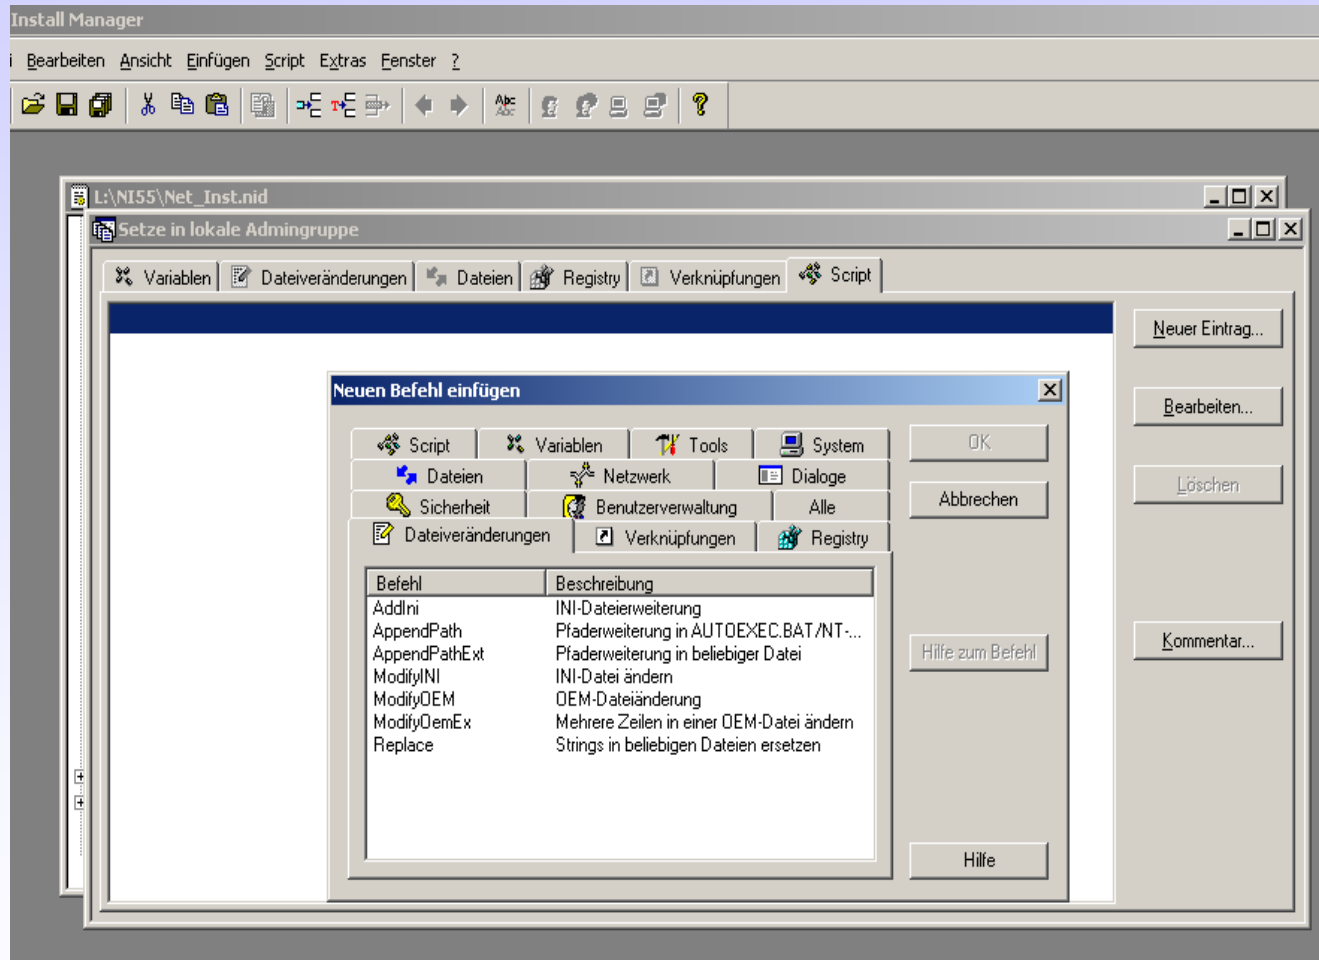 Install Manager
i Bearbeiten Ansicht Einfügen Script Extras Fenster ?
Abc
Abc
L:\NI55\Net_Inst.nid
Setze in lokale Admingruppe
Variablen Dateiveränderungen Dateien Registry Verknüpfungen Script
Neuer Eintrag...
Bearbeiten...
Löschen
Kommentar...
Neuen Befehl einfügen
Script Variablen Tools System
Dateien Netzwerk Dialoge
Sicherheit Benutzerverwaltung Alle
Dateiveränderungen Verknüpfungen Registry
Befehl Beschreibung
AddIni INI-Dateierweiterung
AppendPath Pfaderweiterung in AUTOEXEC.BAT/NT-...
AppendPathExt Pfaderweiterung in beliebiger Datei
ModifyINI INI-Datei ändern
ModifyOEM OEM-Dateiänderung
ModifyOemEx Mehrere Zeilen in einer OEM-Datei ändern
Replace Strings in beliebigen Dateien ersetzen
OK
Abbrechen
Hilfe zum Befehl
Hilfe